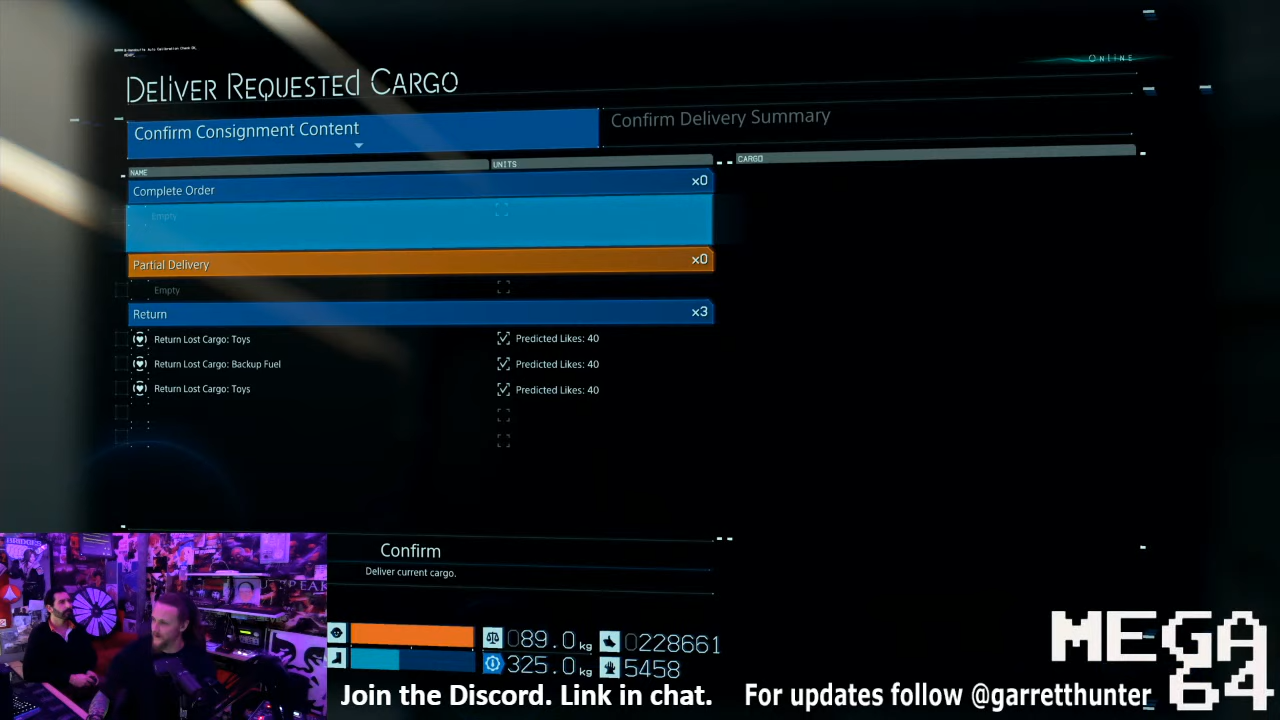 Online
Deliver Requested Cargo
Confirm Consignment Content
Confirm Delivery Summary
NAME
UNITS
CARGO
Complete Order
x0
Empty
Partial Delivery
x0
Empty
Return
x3
Return Lost Cargo: Toys
Predicted Likes: 40
Return Lost Cargo: Backup Fuel
Predicted Likes: 40
Return Lost Cargo: Toys
Predicted Likes: 40
Confirm
Deliver current cargo.
089.0 kg
0228661
325.0 kg
5458
MEGA
64
Join the Discord. Link in chat.
For updates follow @garretthunter